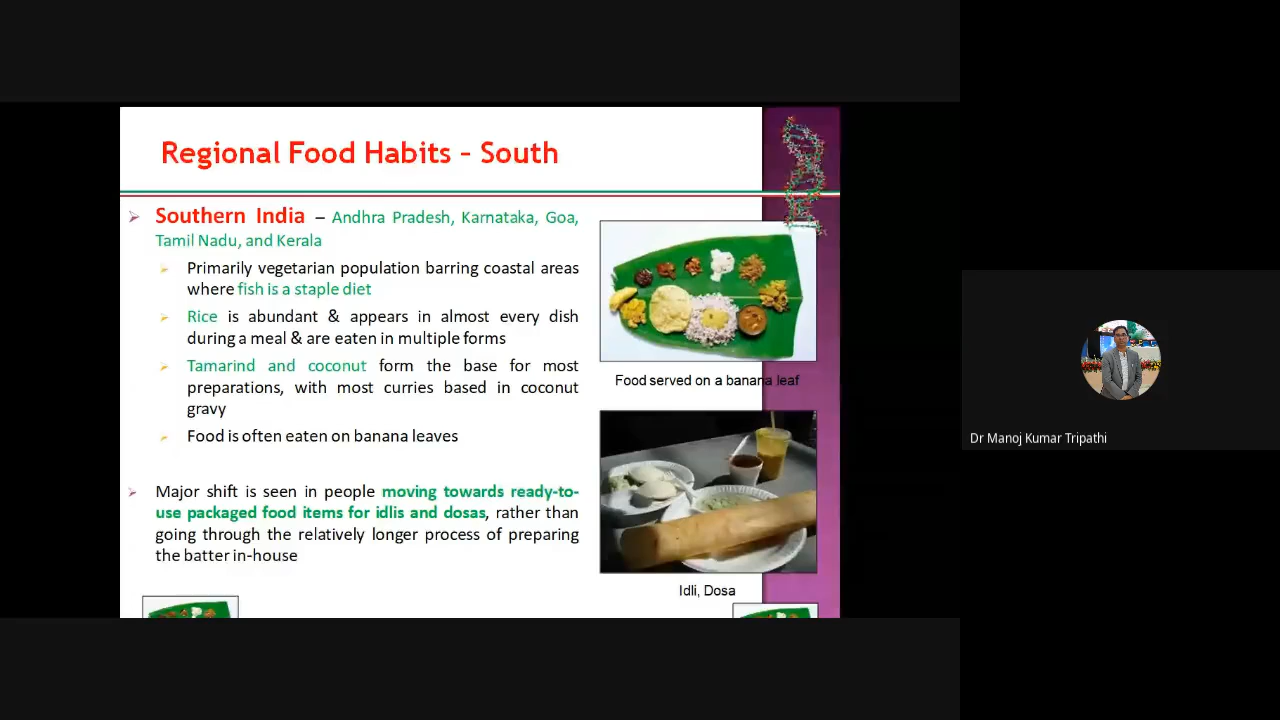 Regional Food Habits – South
Southern India – Andhra Pradesh, Karnataka, Goa,
Tamil Nadu, and Kerala
Primarily vegetarian population barring coastal areas
where fish is a staple diet
Rice is abundant & appears in almost every dish
during a meal & are eaten in multiple forms
Tamarind and coconut form the base for most
preparations, with most curries based in coconut
gravy
Food is often eaten on banana leaves
Major shift is seen in people moving towards ready-to-
use packaged food items for idlis and dosas, rather than
going through the relatively longer process of preparing
the batter in-house
Food served on a banana leaf
Idli, Dosa
Dr Manoj Kumar Tripathi